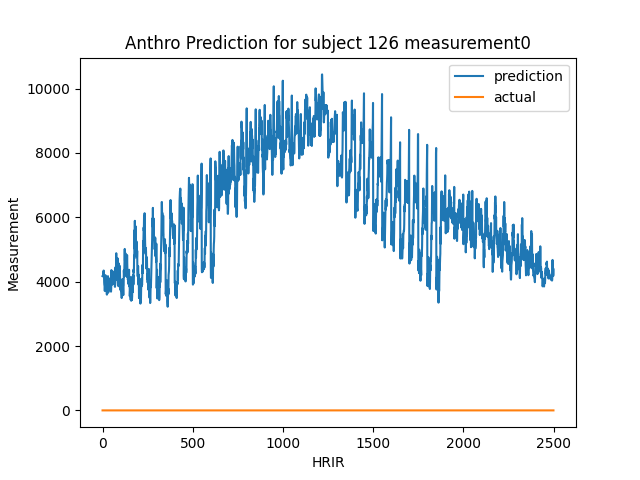 Anthro Prediction for subject 126 measurement0
prediction
actual
10000
8000
6000
4000
2000
0
Measurement
0 500 1000 1500 2000 2500
HRIR